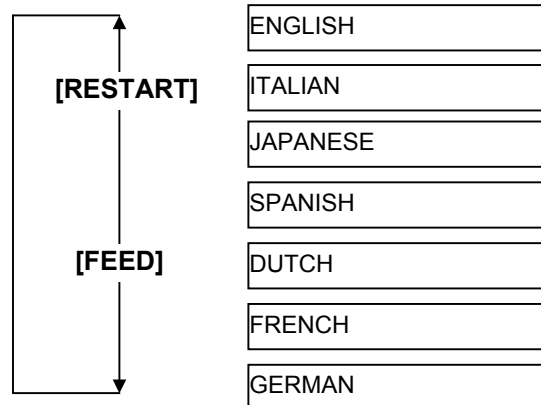 ENGLISH
[RESTART]
ITALIAN
JAPANESE
SPANISH
[FEED]
DUTCH
FRENCH
GERMAN